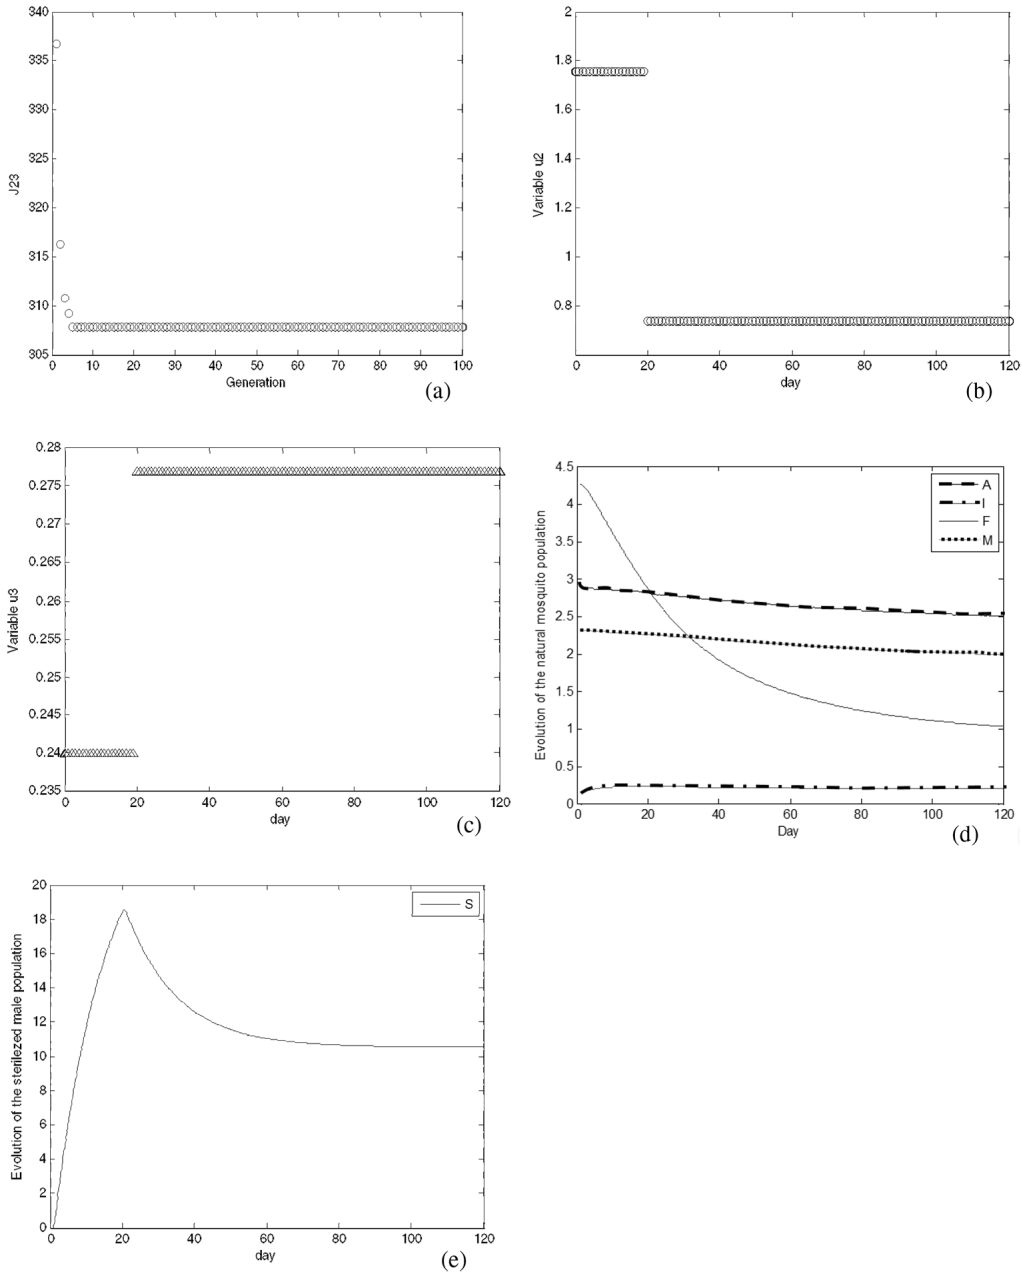 340
335
330
325
320
315
310
305
J23
0 10 20 30 40 50 60 70 80 90 100
Generation
(a)
2
1.8
1.6
1.4
1.2
1
0.8
Variable u2
0 20 40 60 80 100 120
day
(b)
0.28
0.275
0.27
0.265
0.26
0.255
0.25
0.245
0.24
0.235
Variable u3
0 20 40 60 80 100 120
day
(c)
4.5
4
3.5
3
2.5
2
1.5
1
0.5
0
Evolution of the natural mosquito population
A
I
F
M
0 20 40 60 80 100 120
Day
(d)
20
18
16
14
12
10
8
6
4
2
0
Evolution of the sterilezed male population
S
0 20 40 60 80 100 120
day
(e)